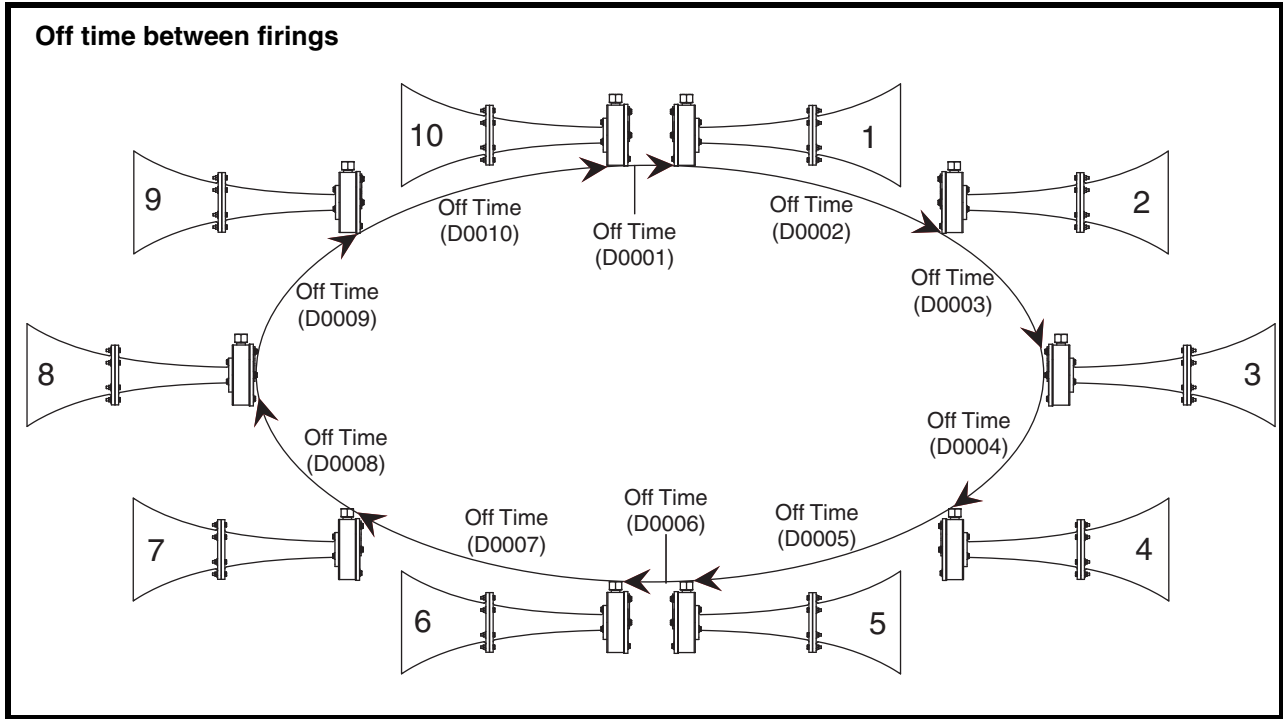 Off time between firings
10
1
9
2
Off Time
(D0010)
Off Time
(D0001)
Off Time
(D0002)
Off Time
(D0009)
Off Time
(D0003)
8
3
Off Time
(D0008)
Off Time
(D0004)
Off Time
(D0007)
Off Time
(D0006)
Off Time
(D0005)
7
4
6
5